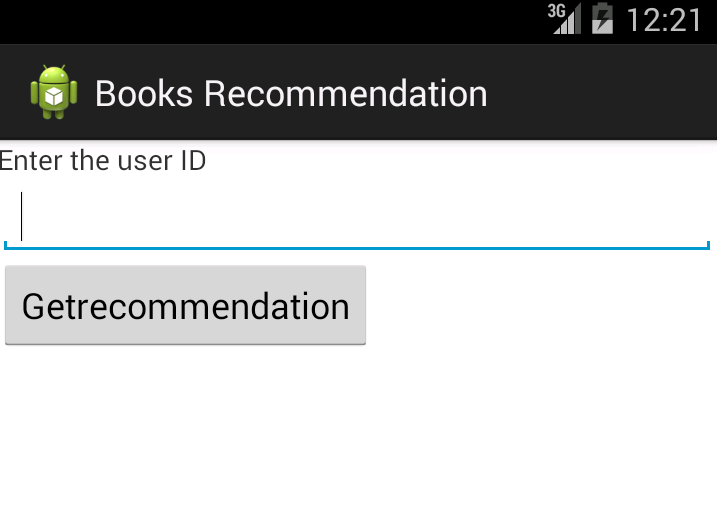 3G 12:21
Books Recommendation
Enter the user ID
Getrecommendation